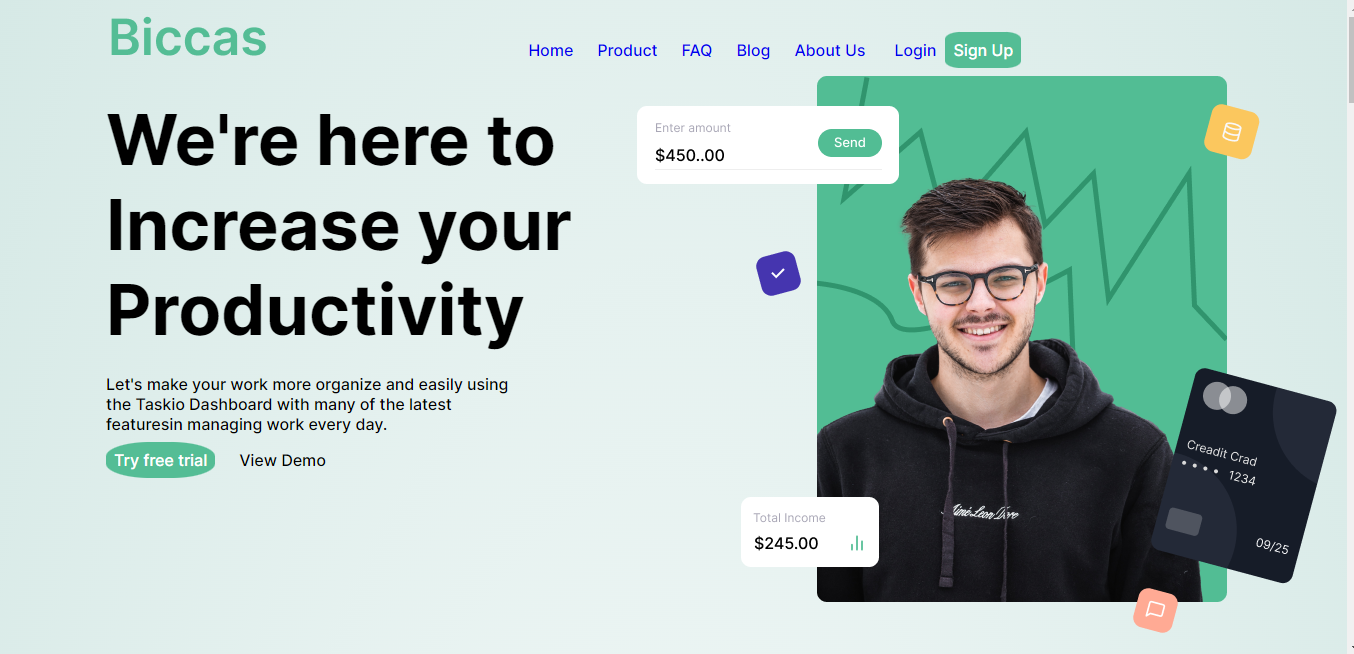 Biccas
Home Product FAQ Blog About Us Login Sign Up
We're here to
Increase your
Productivity
Let's make your work more organize and easily using
the Taskio Dashboard with many of the latest
featuresin managing work every day.
Try free trial View Demo
Enter amount
$450..00
Send
Creadit Crad
1234
09/25
Aimé Leon Dore
Total Income
$245.00